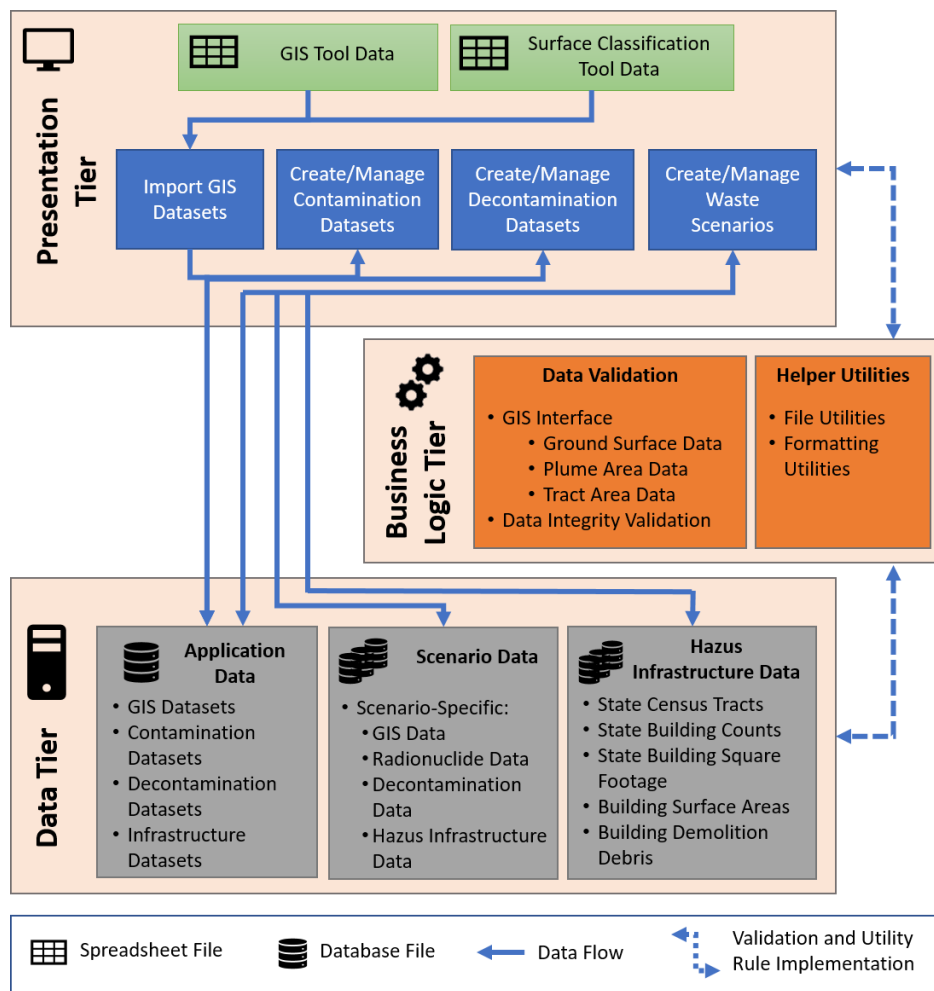 Presentation
Tier
GIS Tool Data
Surface Classification
Tool Data
Import GIS
Datasets
Create/Manage
Contamination
Datasets
Create/Manage
Decontamination
Datasets
Create/Manage
Waste
Scenarios
Business
Logic Tier
Data Validation
• GIS Interface
• Ground Surface Data
• Plume Area Data
• Tract Area Data
• Data Integrity Validation
Helper Utilities
• File Utilities
• Formatting
Utilities
Data Tier
Application
Data
• GIS Datasets
• Contamination
Datasets
• Decontamination
Datasets
• Infrastructure
Datasets
Scenario Data
• Scenario-Specific:
• GIS Data
• Radionuclide Data
• Decontamination
Data
• Hazus Infrastructure
Data
Hazus
Infrastructure Data
• State Census Tracts
• State Building Counts
• State Building Square
Footage
• Building Surface Areas
• Building Demolition
Debris
Spreadsheet File
Database File
Data Flow
Validation and Utility
Rule Implementation